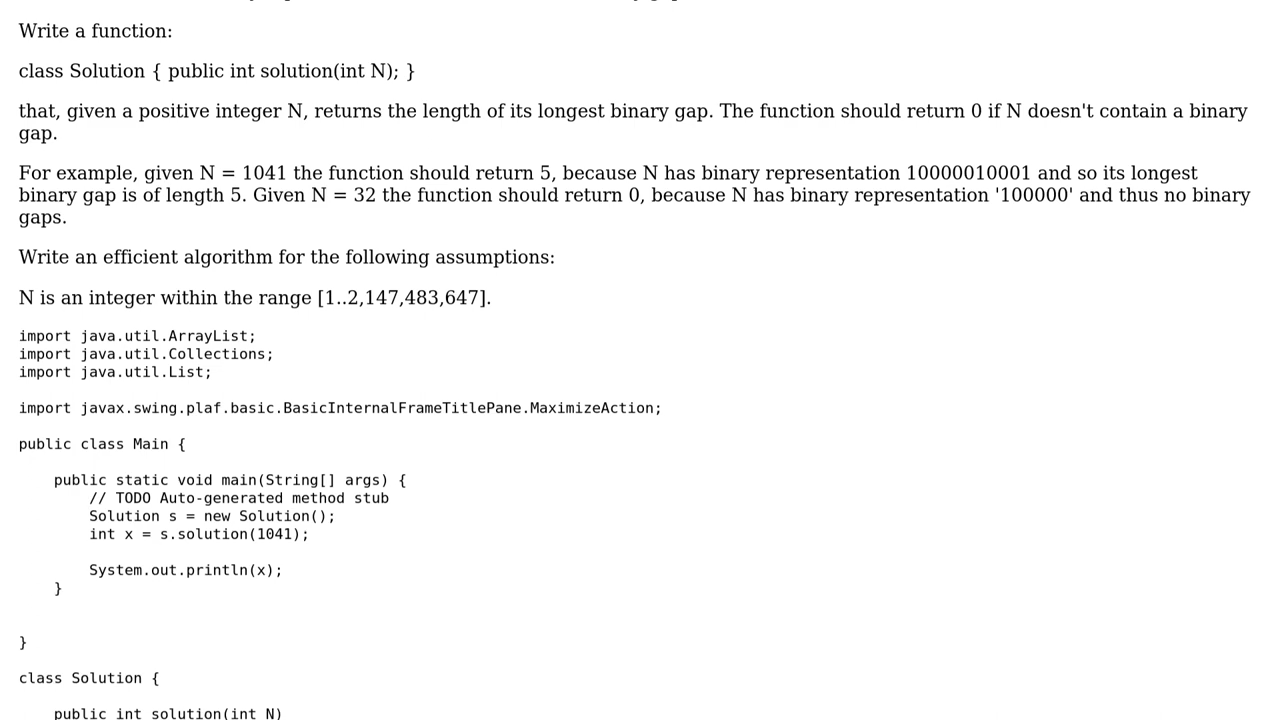 Write a function:
class Solution { public int solution(int N); }
that, given a positive integer N, returns the length of its longest binary gap. The function should return 0 if N doesn't contain a binary
gap.
For example, given N = 1041 the function should return 5, because N has binary representation 10000010001 and so its longest
binary gap is of length 5. Given N = 32 the function should return 0, because N has binary representation '100000' and thus no binary
gaps.
Write an efficient algorithm for the following assumptions:
N is an integer within the range [1..2,147,483,647].
import java.util.ArrayList;
import java.util.Collections;
import java.util.List;
import javax.swing.plaf.basic.BasicInternalFrameTitlePane.MaximizeAction;
public class Main {
    public static void main(String[] args) {
        // TODO Auto-generated method stub
        Solution s = new Solution();
        int x = s.solution(1041);
        System.out.println(x);
    }
}
class Solution {
    public int solution(int N)